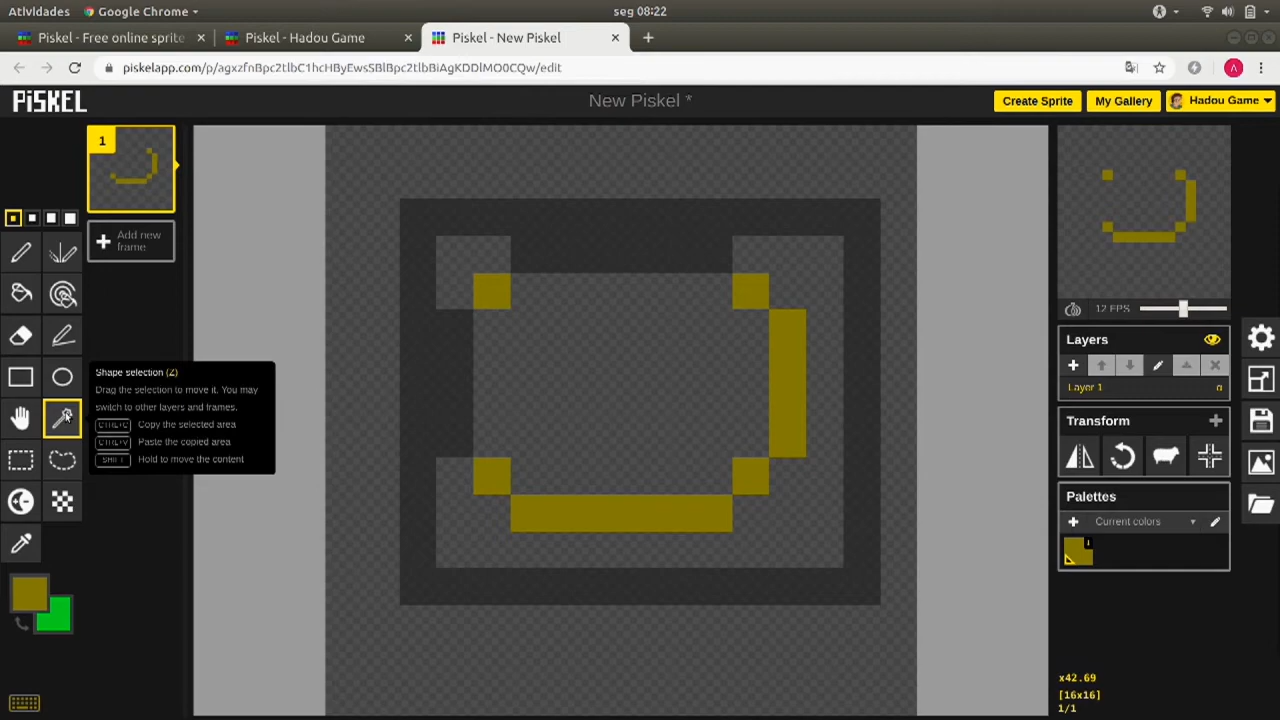 Atividades
Google Chrome
seg 08:22
Piskel - Free online sprite
Piskel - Hadou Game
Piskel - New Piskel
piskelapp.com/p/agxzfnBpc2tlbC1hcHByEwsSBlBpc2tlbBiAgKDDlMO0CQw/edit
A
PiSKEL
New Piskel *
Create Sprite
My Gallery
Hadou Game
1
Add new
frame
Shape selection (Z)
Drag the selection to move it. You may
switch to other layers and frames.
CTRL+C Copy the selected area
CTRL+V Paste the copied area
SHIFT Hold to move the content
12 FPS
Layers
Layer 1
α
Transform
Palettes
Current colors
1
x42.69
[16x16]
1/1